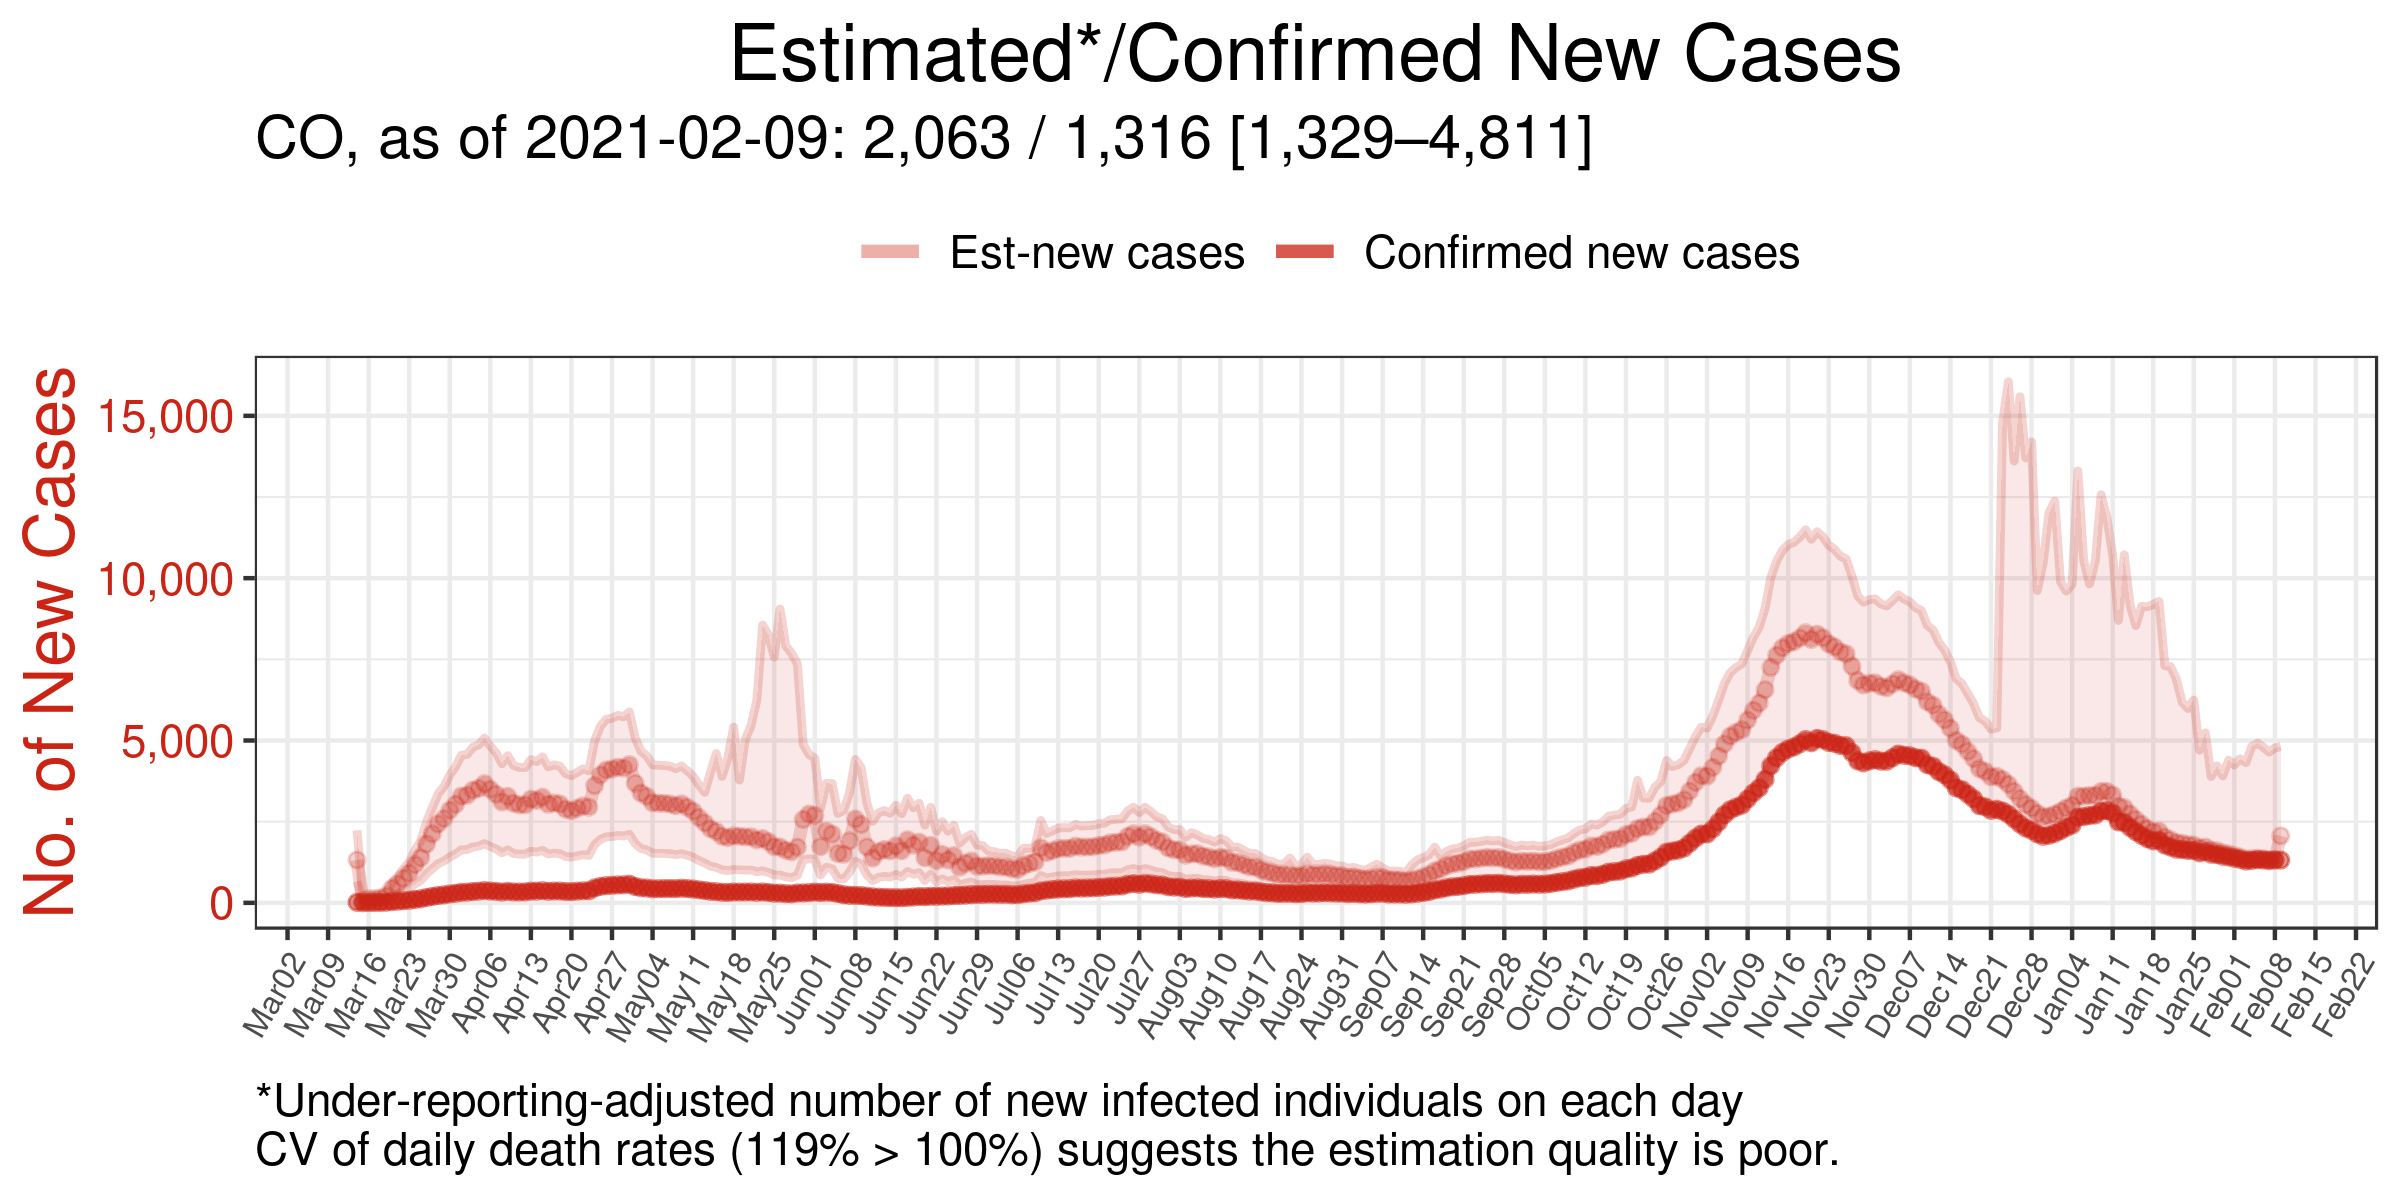 Estimated*/Confirmed New Cases
CO, as of 2021-02-09: 2,063 / 1,316 [1,329–4,811]
Est-new cases
Confirmed new cases
No. of New Cases
15,000
10,000
5,000
0
Mar02
Mar09
Mar16
Mar23
Mar30
Apr06
Apr13
Apr20
Apr27
May04
May11
May18
May25
Jun01
Jun08
Jun15
Jun22
Jun29
Jul06
Jul13
Jul20
Jul27
Aug03
Aug10
Aug17
Aug24
Aug31
Sep07
Sep14
Sep21
Sep28
Oct05
Oct12
Oct19
Oct26
Nov02
Nov09
Nov16
Nov23
Nov30
Dec07
Dec14
Dec21
Dec28
Jan04
Jan11
Jan18
Jan25
Feb01
Feb08
Feb15
Feb22
*Under-reporting-adjusted number of new infected individuals on each day
CV of daily death rates (119% > 100%) suggests the estimation quality is poor.